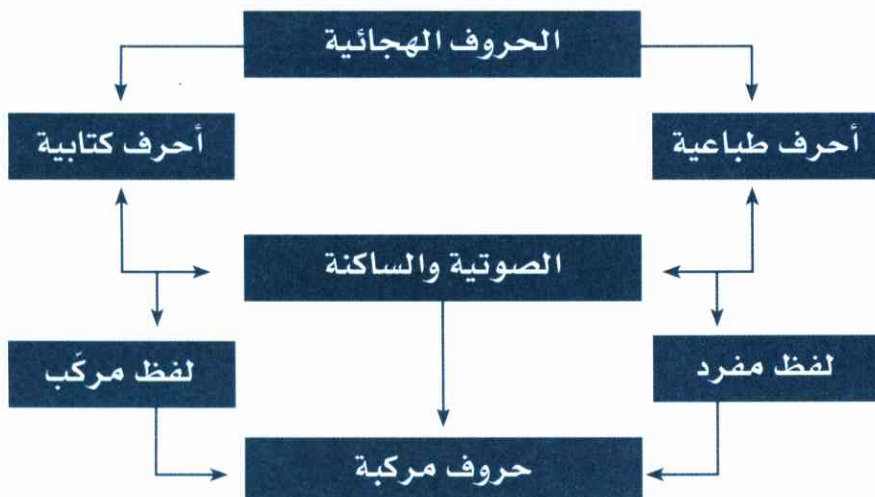 الحروف الهجائية
أحرف طباعية
أحرف كتابية
الصوتية والساكنة
لفظ مفرد
لفظ مركّب
حروف مركبة